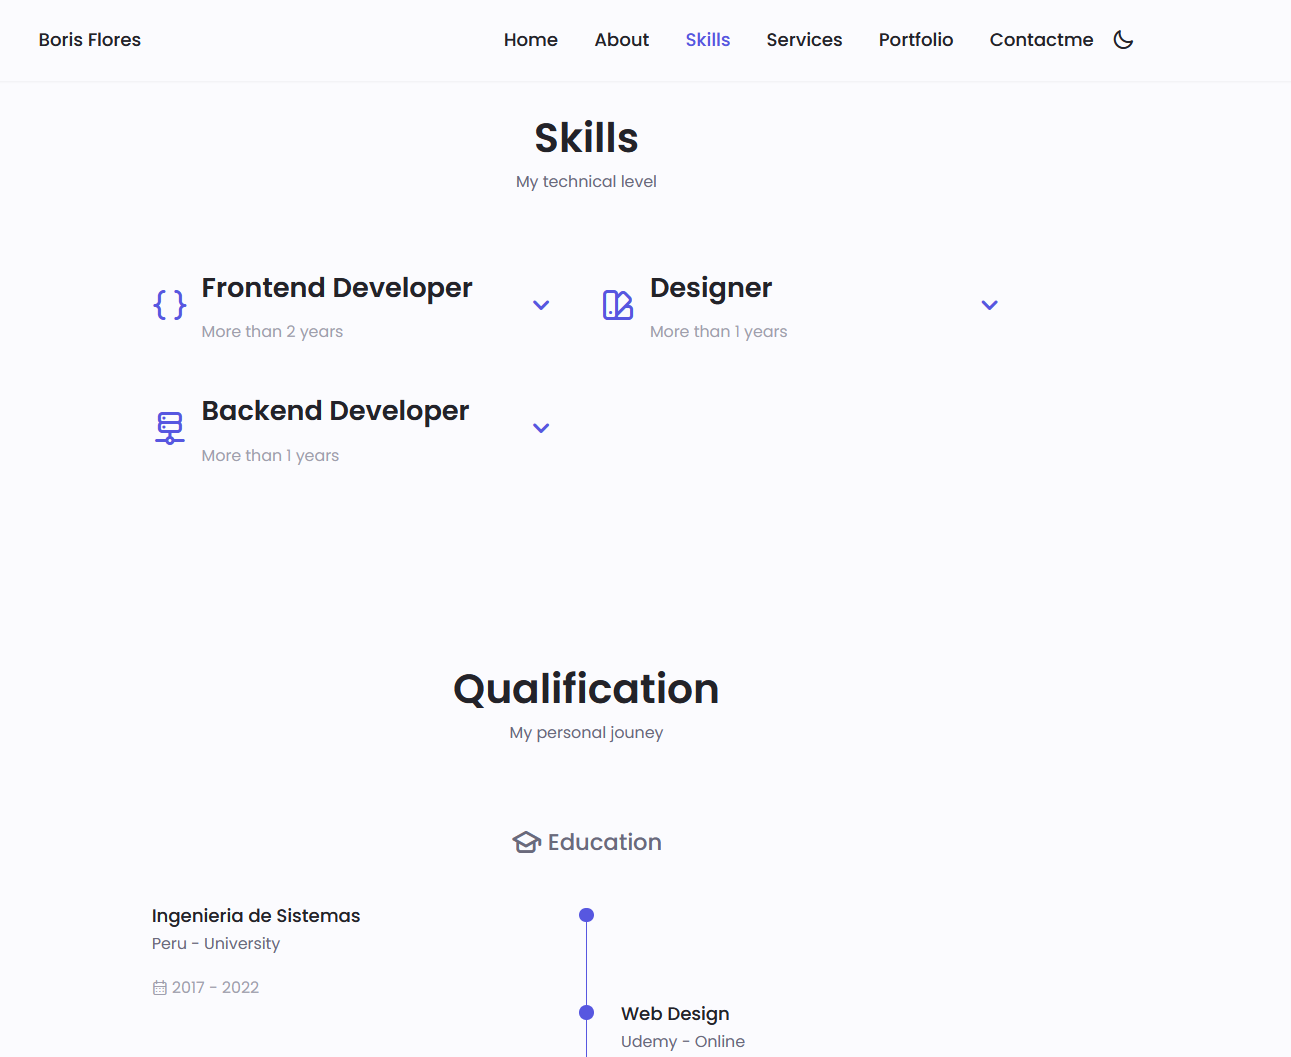 Boris Flores
Home About Skills Services Portfolio Contactme
Skills
My technical level
Frontend Developer
More than 2 years
Designer
More than 1 years
Backend Developer
More than 1 years
Qualification
My personal jouney
Education
Ingenieria de Sistemas
Peru - University
2017 - 2022
Web Design
Udemy - Online